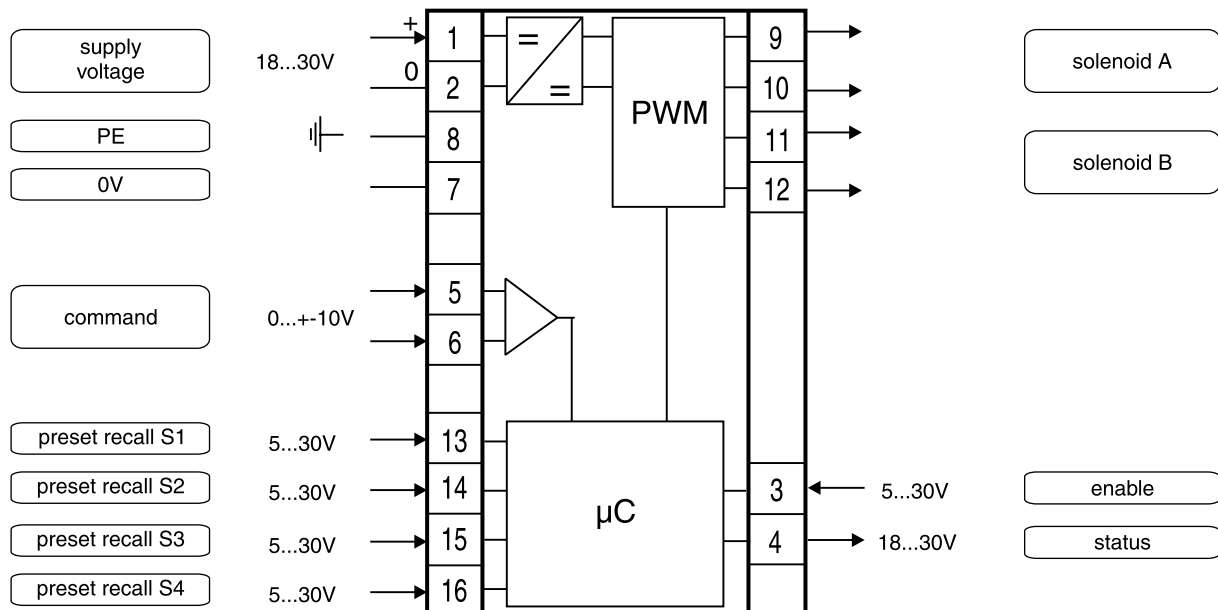 supply
voltage
18...30V
+
0
1
2
=
=
PWM
9
10
solenoid A
PE
8
11
solenoid B
0V
7
12
command
0...+-10V
5
6
preset recall S1
5...30V
13
preset recall S2
5...30V
14
µC
3
5...30V
enable
preset recall S3
5...30V
15
4
18...30V
status
preset recall S4
5...30V
16